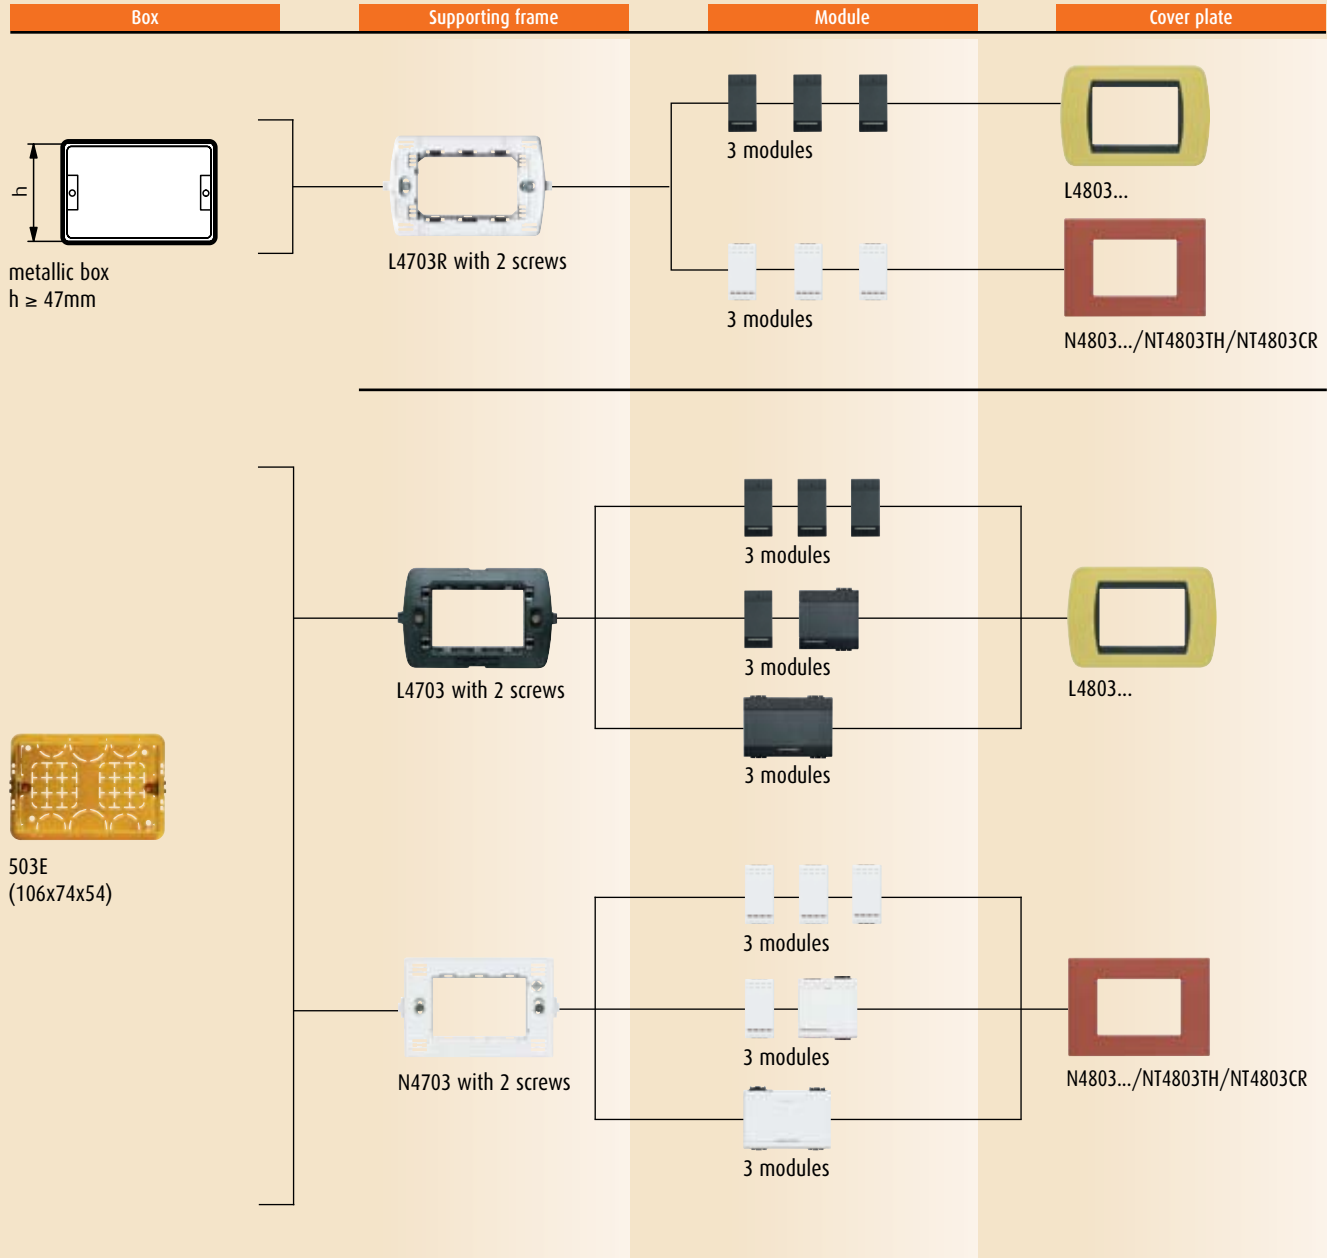 Box
Supporting frame
Module
Cover plate
h
metallic box
h ≥ 47mm
L4703R with 2 screws
3 modules
3 modules
L4803...
N4803.../NT4803TH/NT4803CR
503E
(106x74x54)
L4703 with 2 screws
3 modules
3 modules
3 modules
L4803...
N4703 with 2 screws
3 modules
3 modules
3 modules
N4803.../NT4803TH/NT4803CR